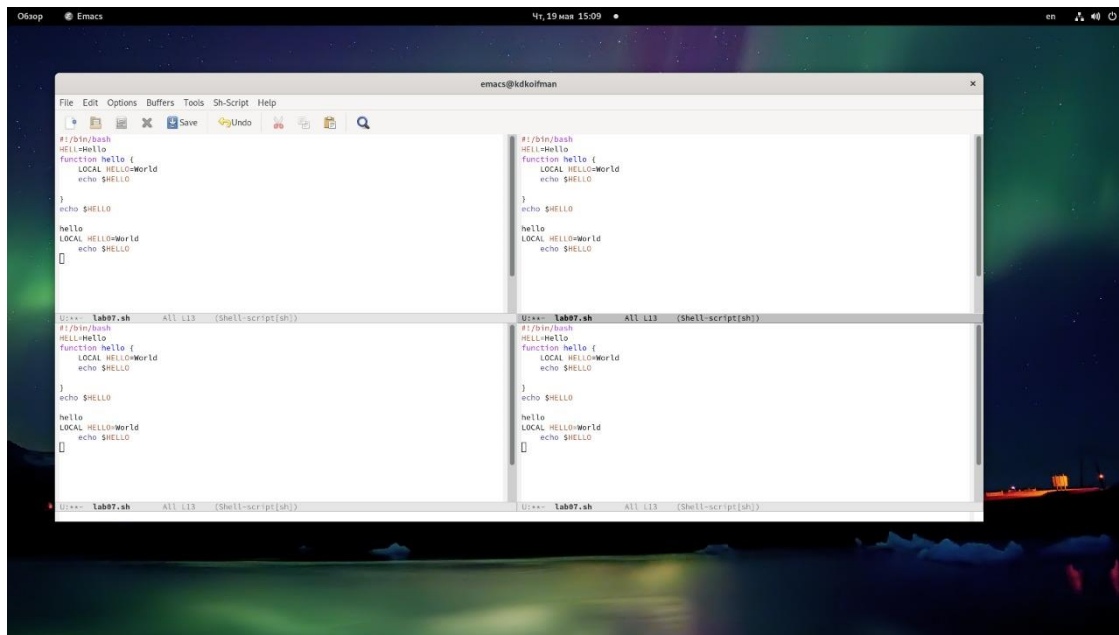 Обзор Emacs Чт, 19 мая 15:09 en
emacs@kdkoifman
File Edit Options Buffers Tools Sh-Script Help
Save Undo
#!/bin/bash
HELL=Hello
function hello {
    LOCAL HELLO=World
    echo $HELLO
}
echo $HELLO
hello
LOCAL HELLO=World
    echo $HELLO
U:**-  lab07.sh      All L13    (Shell-script[sh])
#!/bin/bash
HELL=Hello
function hello {
    LOCAL HELLO=World
    echo $HELLO
}
echo $HELLO
hello
LOCAL HELLO=World
    echo $HELLO
U:**-  lab07.sh      All L13    (Shell-script[sh])
#!/bin/bash
HELL=Hello
function hello {
    LOCAL HELLO=World
    echo $HELLO
}
echo $HELLO
hello
LOCAL HELLO=World
    echo $HELLO
U:**-  lab07.sh      All L13    (Shell-script[sh])
#!/bin/bash
HELL=Hello
function hello {
    LOCAL HELLO=World
    echo $HELLO
}
echo $HELLO
hello
LOCAL HELLO=World
    echo $HELLO
U:**-  lab07.sh      All L13    (Shell-script[sh])